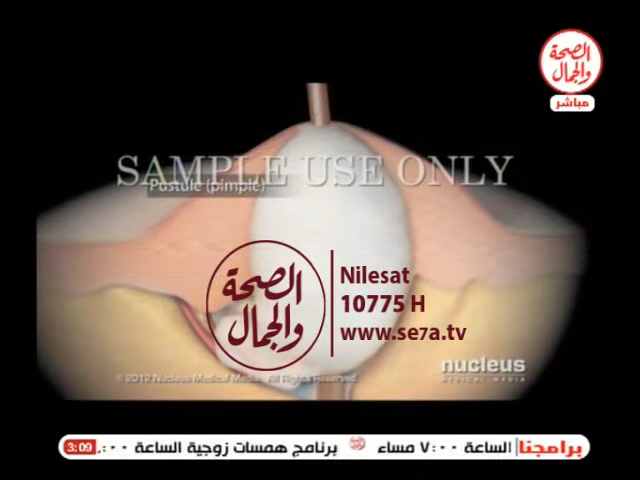 الصحة
والجمال
مباشر
SAMPLE USE ONLY
Pustule (pimple)
الصحة
والجمال
Nilesat
10775 H
www.se7a.tv
nucleus
MEDICAL MEDIA
© 2012 Nucleus Medical Media. All Rights Reserved.
برامجنا الساعة ٧:٠٠ مساء برنامج همسات زوجية الساعة ٠٠:
3:09